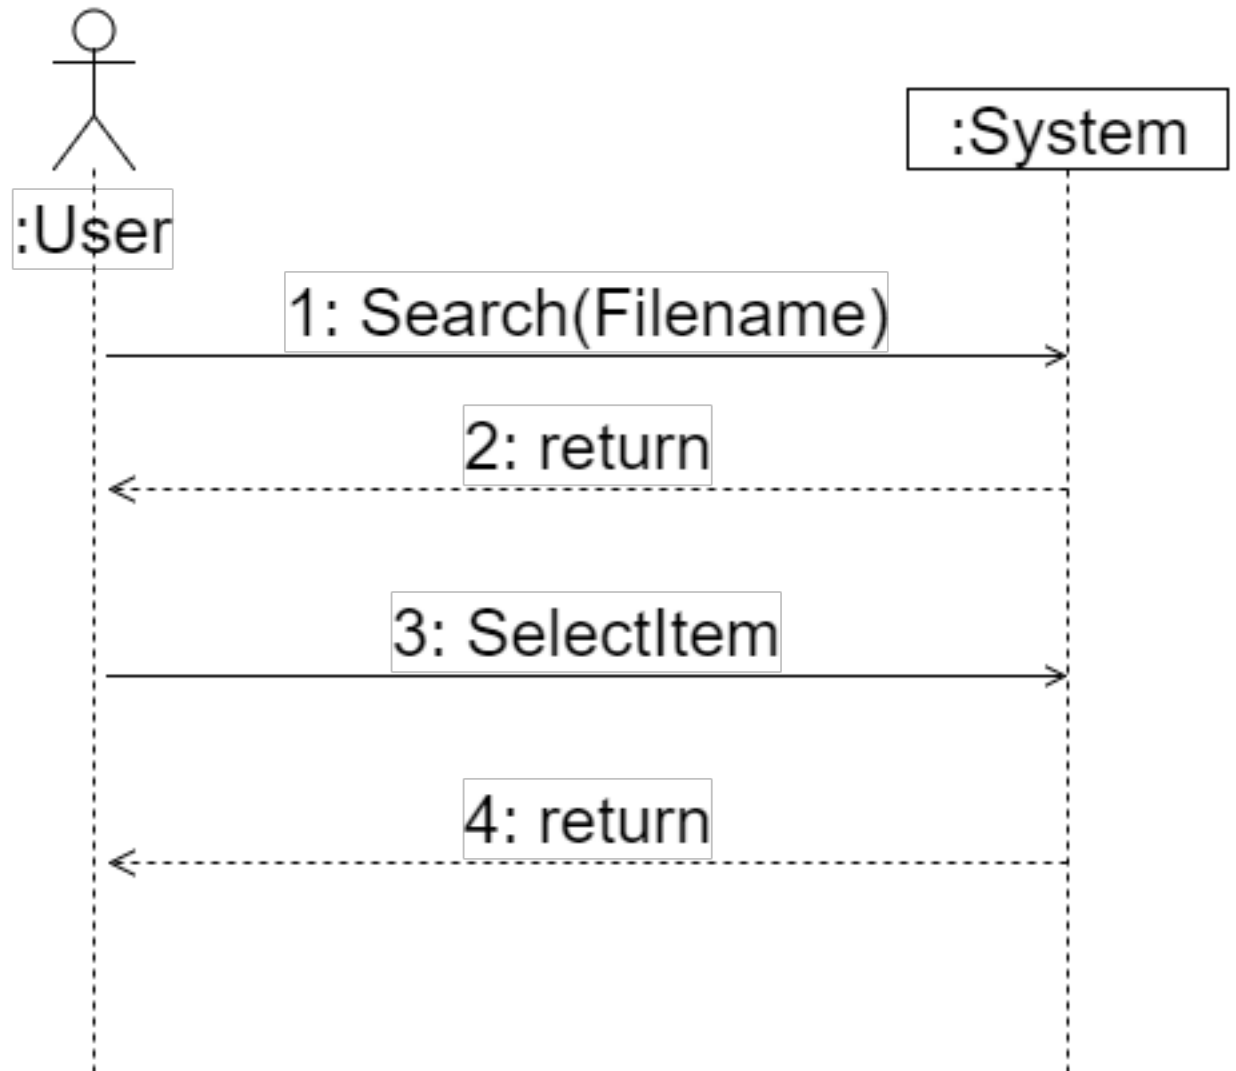 :System
:User
1: Search(Filename)
2: return
3: SelectItem
4: return